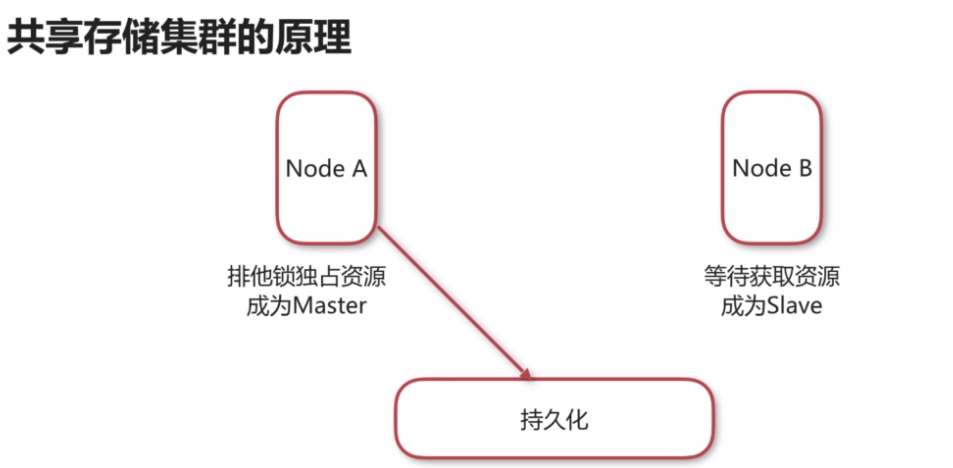 共享存储集群的原理
Node A
Node B
排他锁独占资源
成为Master
等待获取资源
成为Slave
持久化